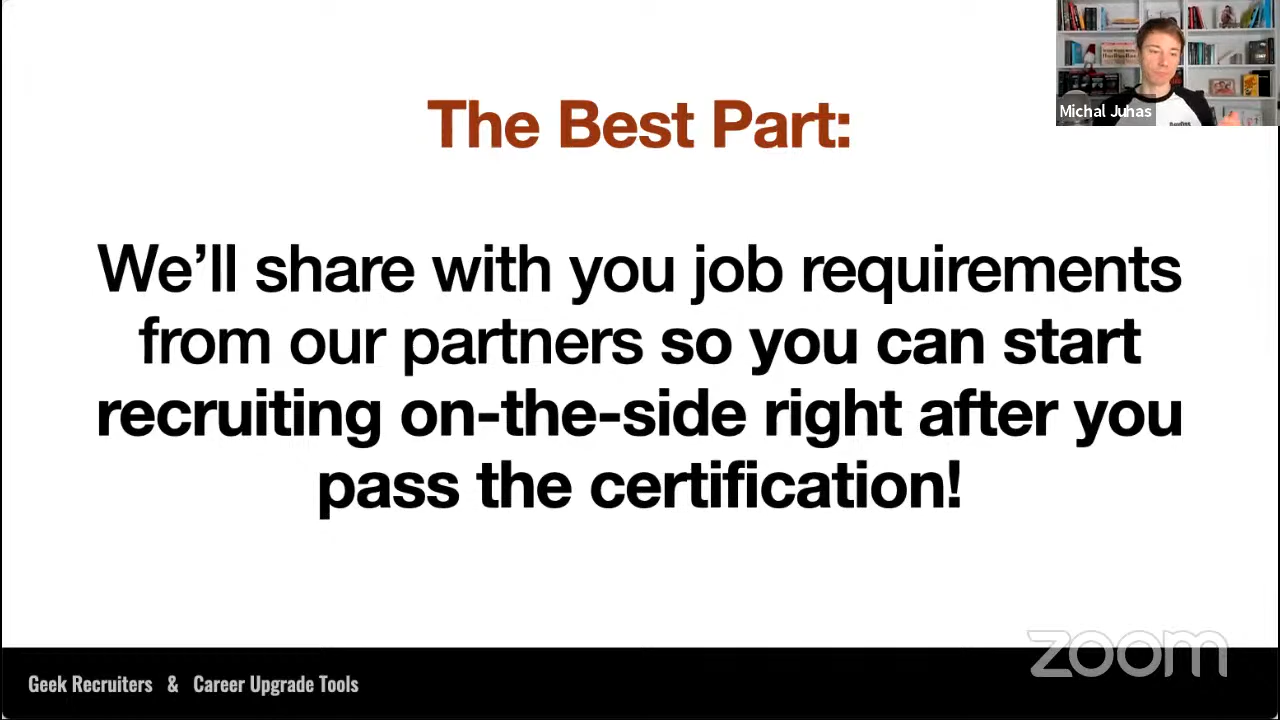 The Best Part:
We’ll share with you job requirements
from our partners so you can start
recruiting on-the-side right after you
pass the certification!
Michal Juhas
zoom
Geek Recruiters & Career Upgrade Tools